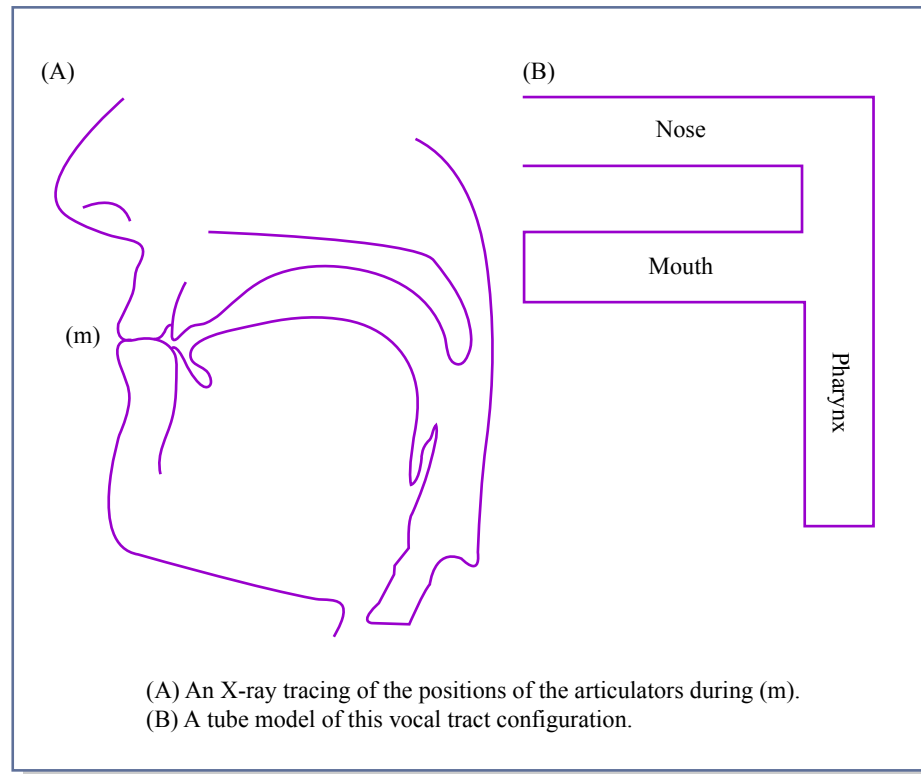 (A)
(B)
Nose
Mouth
(m)
Pharynx
(A) An X-ray tracing of the positions of the articulators during (m).
(B) A tube model of this vocal tract configuration.